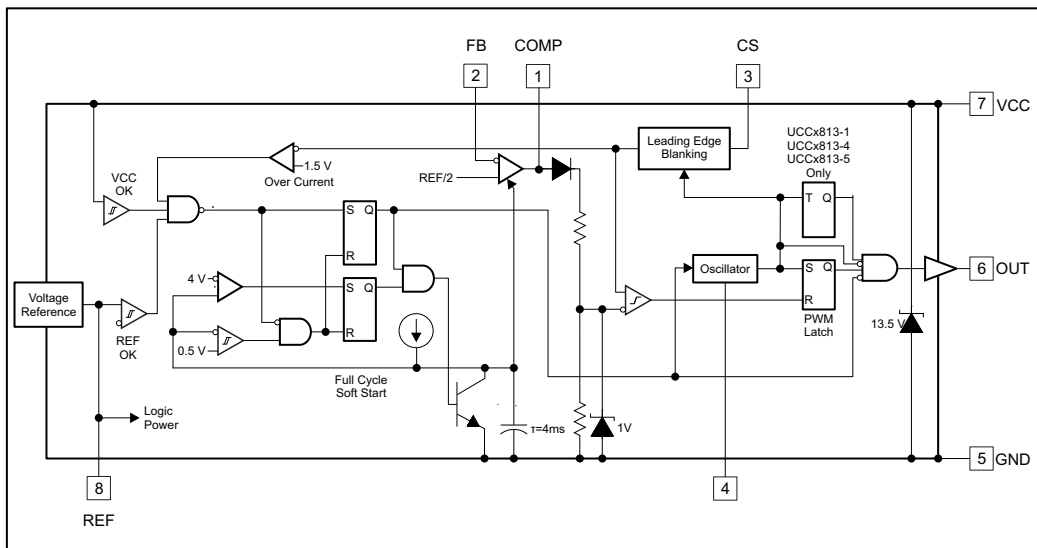 FB COMP CS
2 1 3
7 VCC
UCCx813-1
UCCx813-4
UCCx813-5
Only
Leading Edge
Blanking
1.5 V
Over Current
REF/2
VCC
OK
S Q
R
T Q
4 V
S Q
R
Oscillator
S Q
R
PWM
Latch
6 OUT
Voltage
Reference
REF
OK
0.5 V
13.5 V
Full Cycle
Soft Start
Logic
Power
τ=4ms
1V
5 GND
8
4
REF